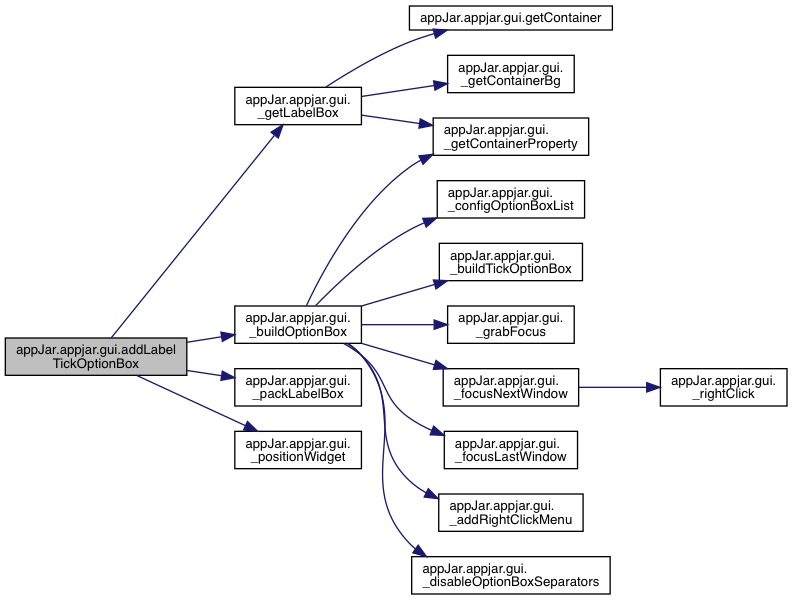 appJar.appjar.gui.getContainer
appJar.appjar.gui.
_getContainerBg
appJar.appjar.gui.
_getLabelBox
appJar.appjar.gui.
_getContainerProperty
appJar.appjar.gui.
_configOptionBoxList
appJar.appjar.gui.
_buildTickOptionBox
appJar.appjar.gui.
_buildOptionBox
appJar.appjar.gui.
_grabFocus
appJar.appjar.gui.addLabel
TickOptionBox
appJar.appjar.gui.
_packLabelBox
appJar.appjar.gui.
_focusNextWindow
appJar.appjar.gui.
_rightClick
appJar.appjar.gui.
_positionWidget
appJar.appjar.gui.
_focusLastWindow
appJar.appjar.gui.
_addRightClickMenu
appJar.appjar.gui.
_disableOptionBoxSeparators